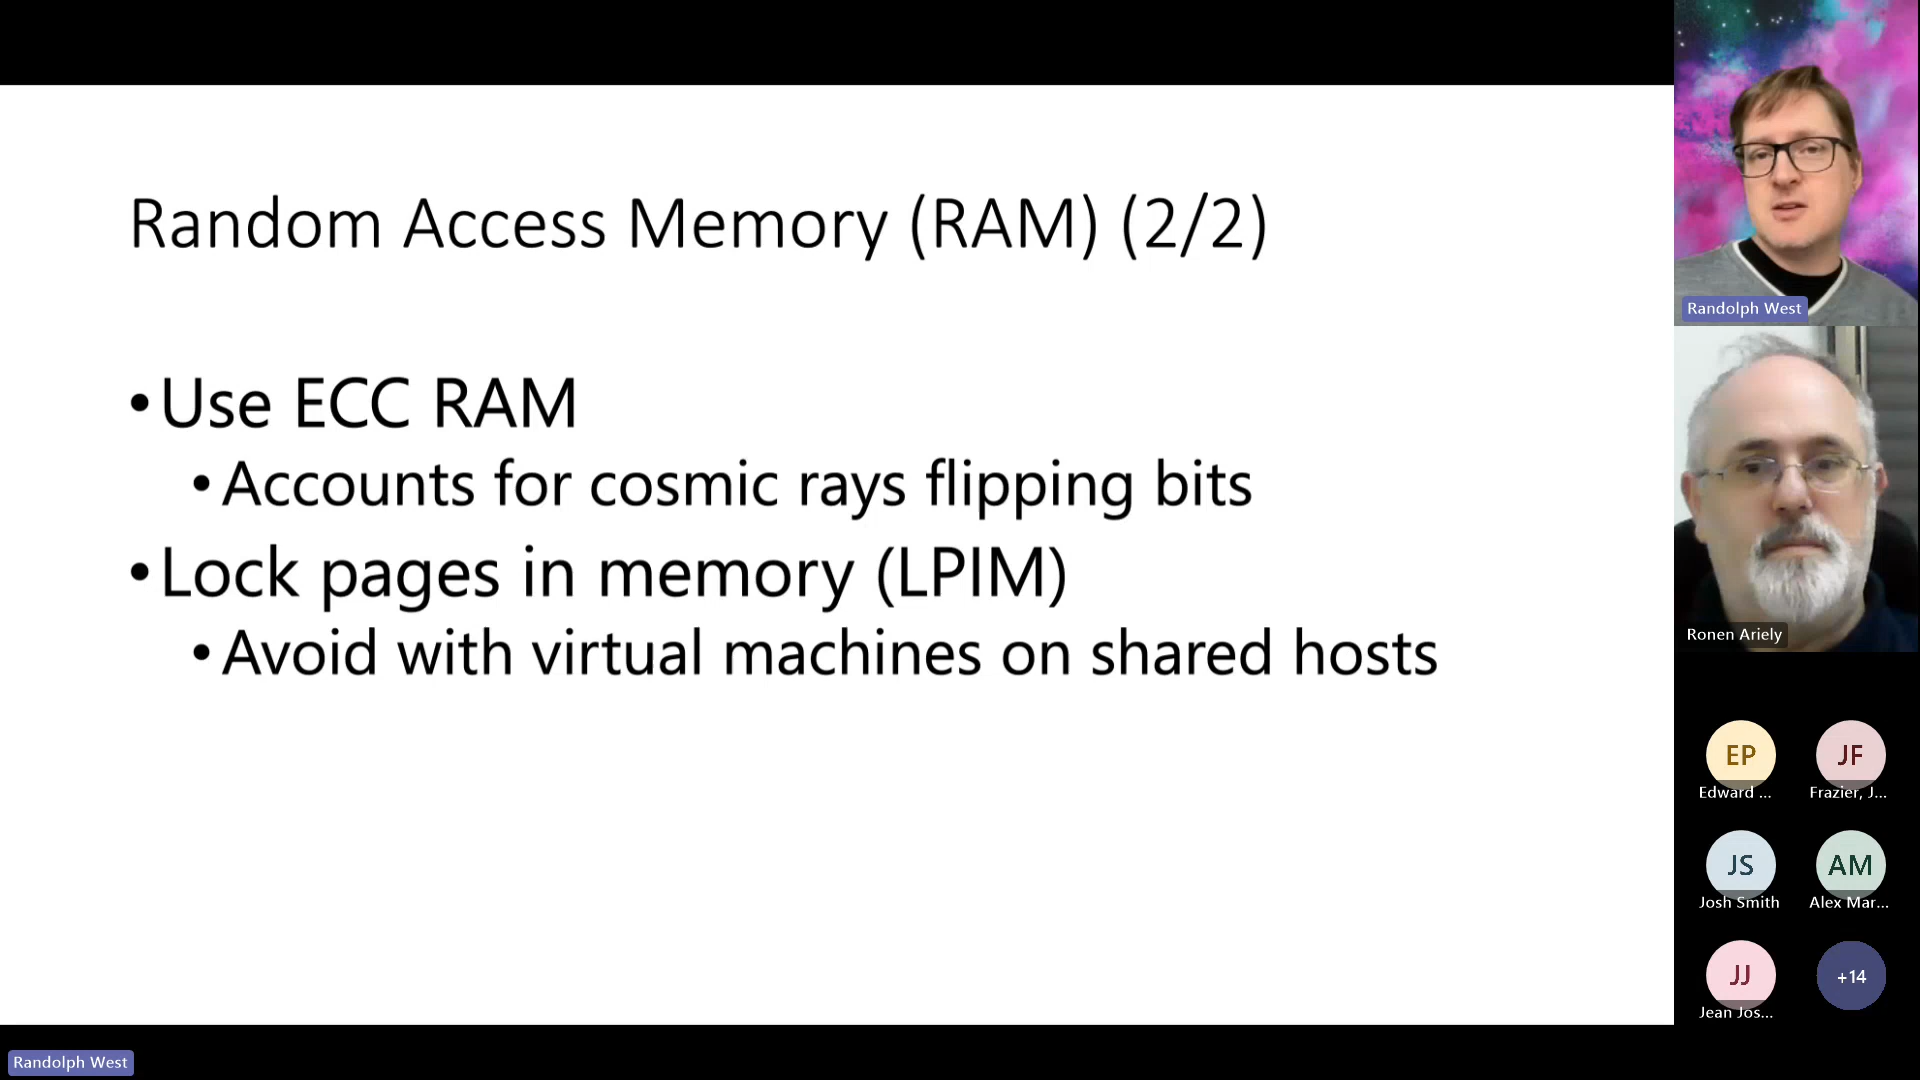 Random Access Memory (RAM) (2/2)
•Use ECC RAM
•Accounts for cosmic rays flipping bits
•Lock pages in memory (LPIM)
•Avoid with virtual machines on shared hosts
Randolph West
Ronen Ariely
EP
Edward ...
JF
Frazier, J...
JS
Josh Smith
AM
Alex Mar...
JJ
Jean Jos...
+14
Randolph West